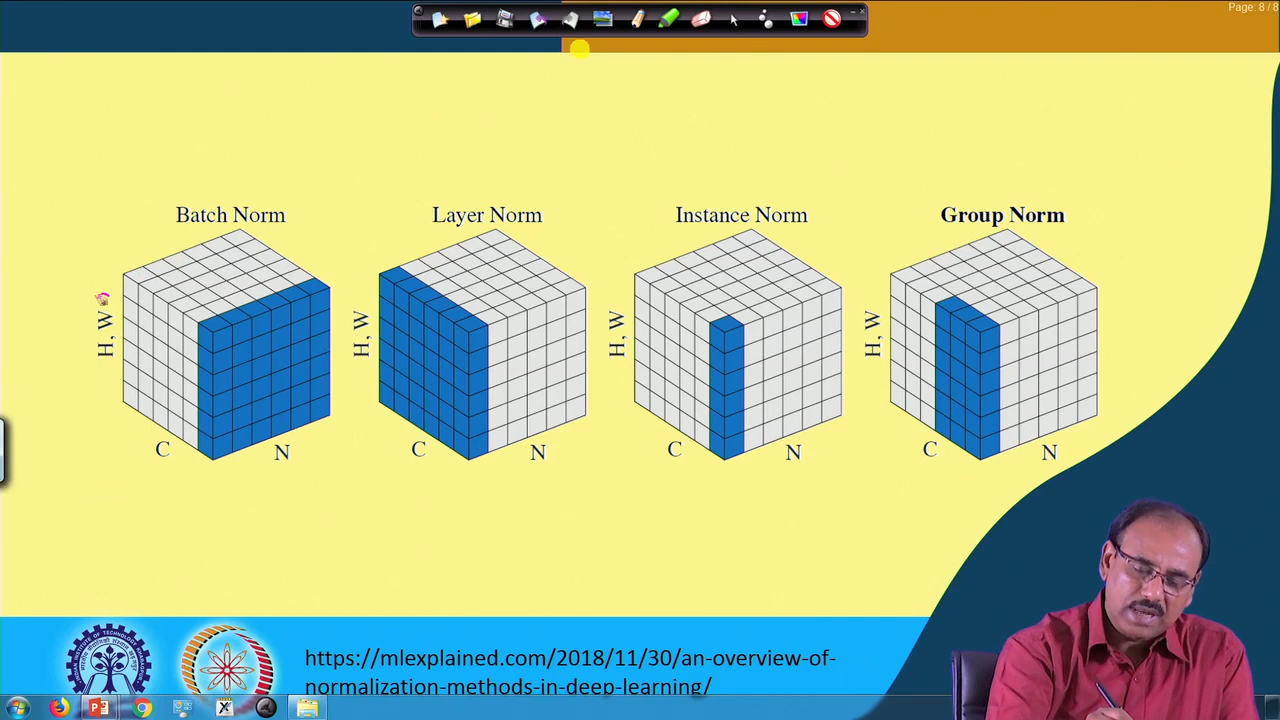 Page: 8 / 8
Batch Norm
Layer Norm
Instance Norm
Group Norm
H, W
H, W
H, W
H, W
C
N
C
N
C
N
C
N
https://mlexplained.com/2018/11/30/an-overview-of-
normalization-methods-in-deep-learning/